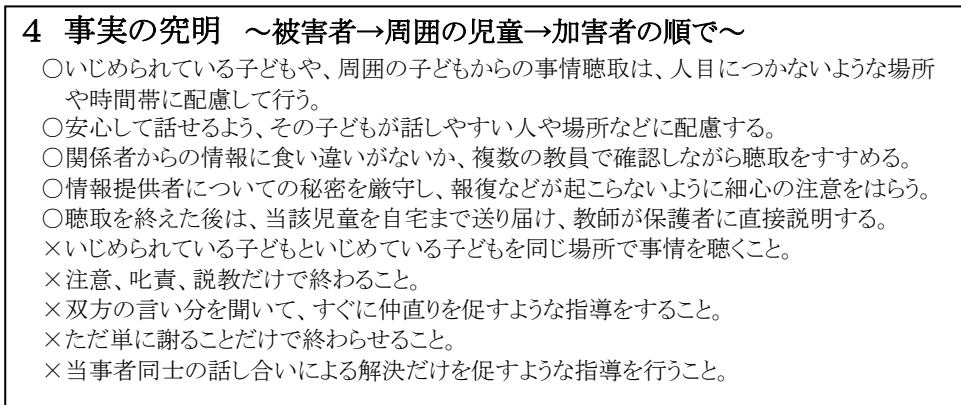 ４ 事実の究明 ～被害者→周囲の児童→加害者の順で～
○いじめられている子どもや、周囲の子どもからの事情聴取は、人目につかないような場所
や時間帯に配慮して行う。
○安心して話せるよう、その子どもが話しやすい人や場所などに配慮する。
○関係者からの情報に食い違いがないか、複数の教員で確認しながら聴取をすすめる。
○情報提供者についての秘密を厳守し、報復などが起こらないように細心の注意をはらう。
○聴取を終えた後は、当該児童を自宅まで送り届け、教師が保護者に直接説明する。
×いじめられている子どもといじめている子どもを同じ場所で事情を聴くこと。
×注意、叱責、説教だけで終わること。
×双方の言い分を聞いて、すぐに仲直りを促すような指導をすること。
×ただ単に謝ることだけで終わらせること。
×当事者同士の話し合いによる解決だけを促すような指導を行うこと。